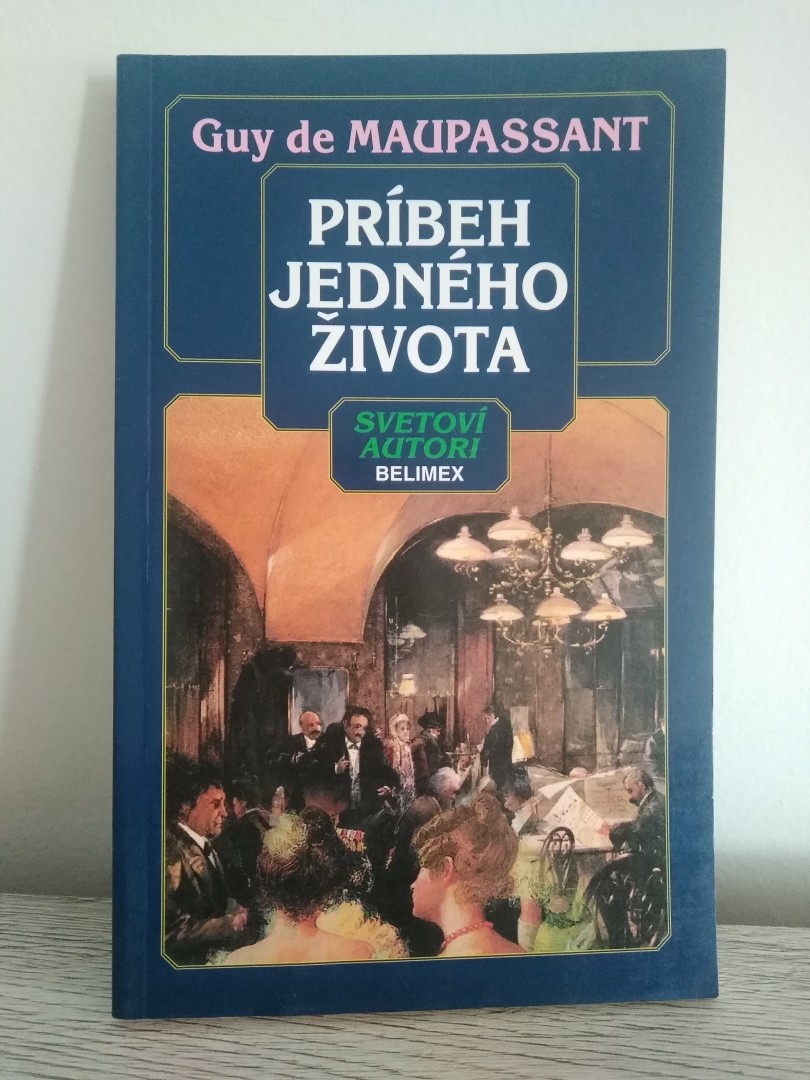 Guy de MAUPASSANT
PRÍBEH
JEDNÉHO
ŽIVOTA
SVETOVÍ
AUTORI
BELIMEX